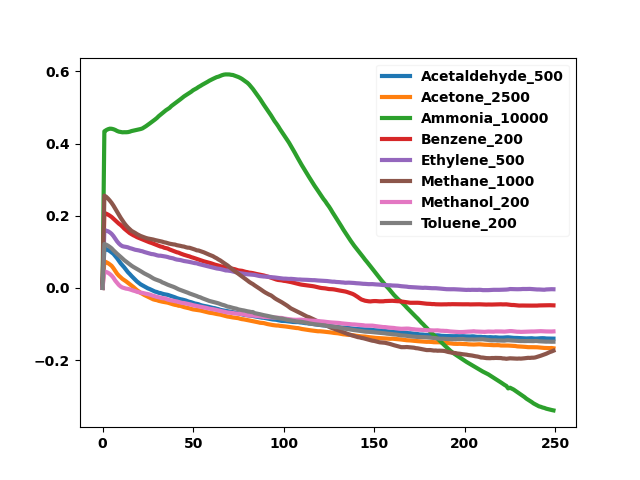 0.6
0.4
0.2
0.0
−0.2
0
50
100
150
200
250
Acetaldehyde_500
Acetone_2500
Ammonia_10000
Benzene_200
Ethylene_500
Methane_1000
Methanol_200
Toluene_200